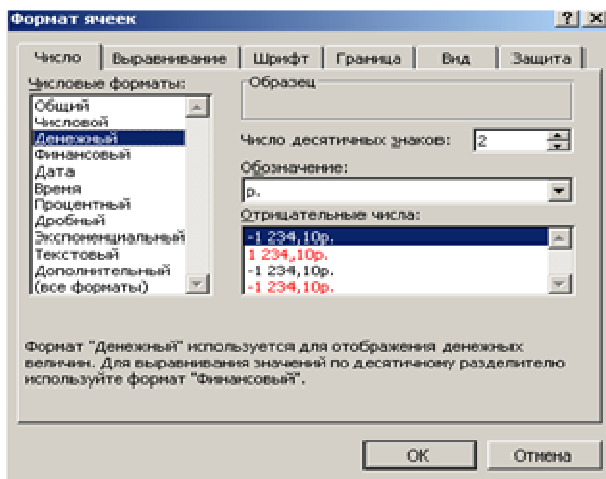 Формат ячеек
Число Выравнивание Шрифт Граница Вид Защита
Числовые форматы:
Общий
Числовой
Денежный
Финансовый
Дата
Время
Процентный
Дробный
Экспоненциальный
Текстовый
Дополнительный
(все форматы)
Образец
Число десятичных знаков: 2
Обозначение:
р.
Отрицательные числа:
-1 234,10р.
1 234,10р.
-1 234,10р.
-1 234,10р.
Формат "Денежный" используется для отображения денежных
величин. Для выравнивания значений по десятичному разделителю
используйте формат "Финансовый".
ОК Отмена